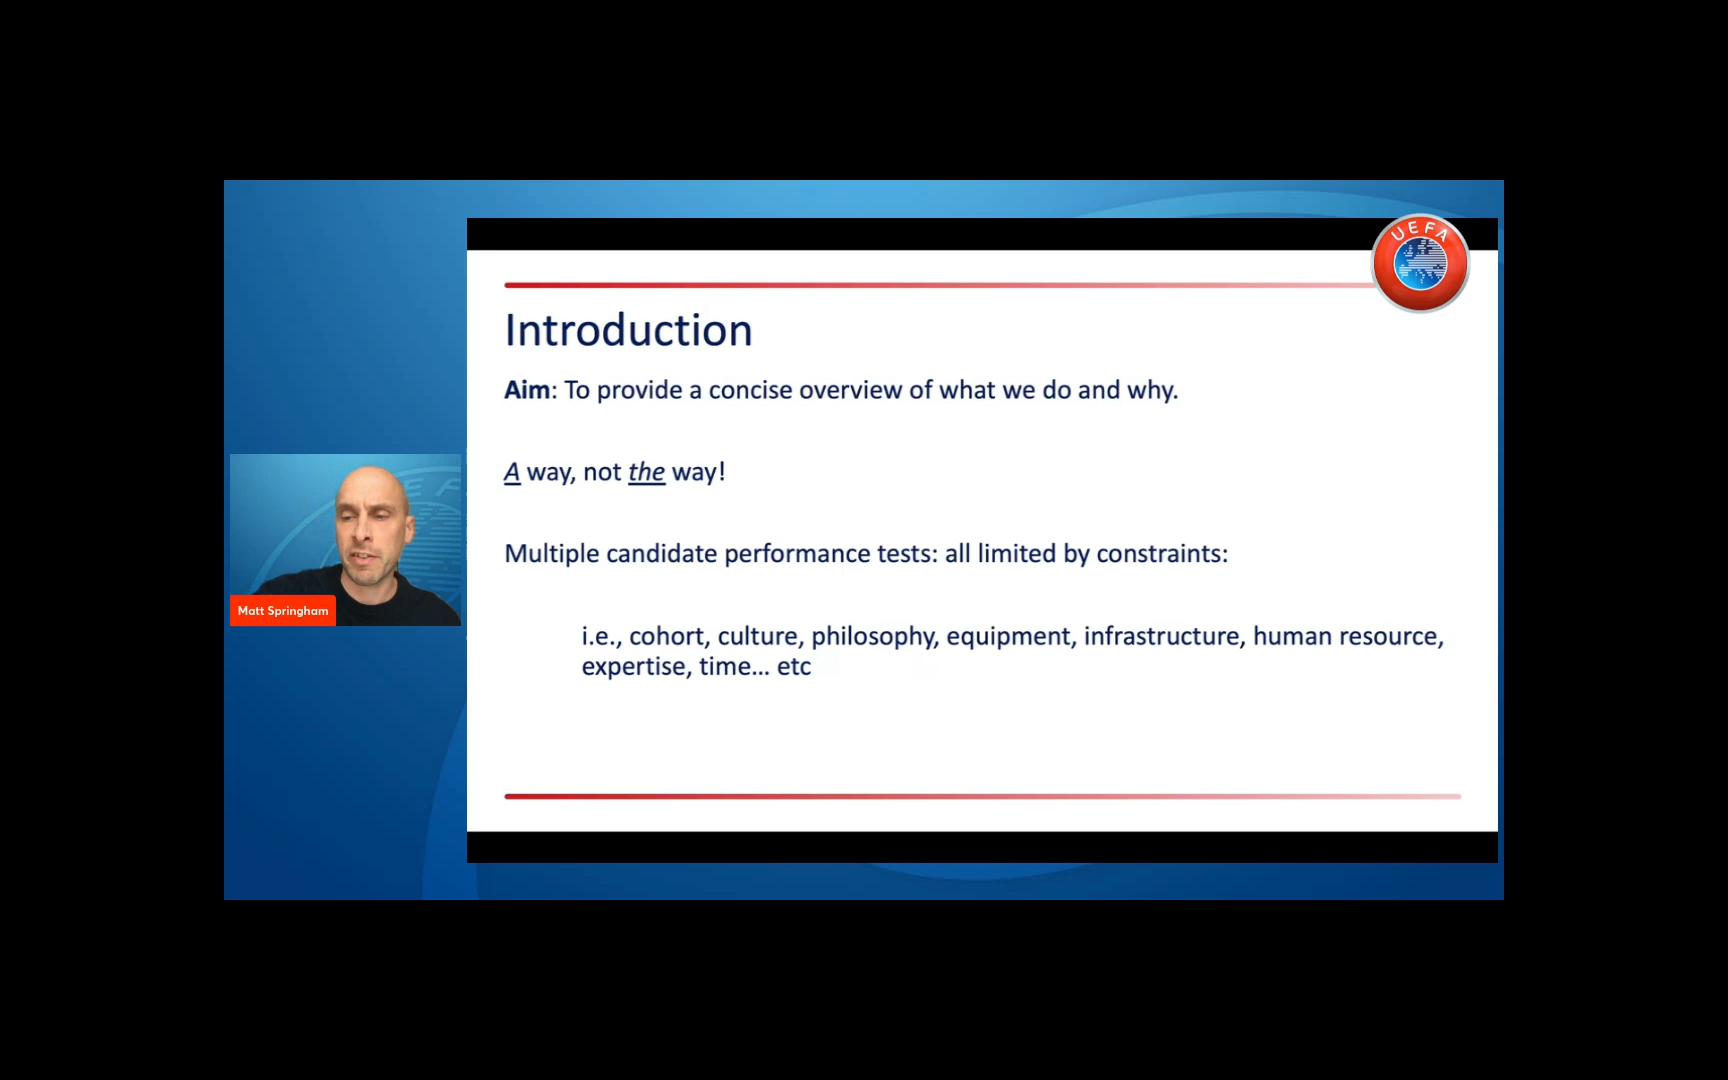 UEFA
Introduction
Aim: To provide a concise overview of what we do and why.
A way, not the way!
Multiple candidate performance tests: all limited by constraints:
i.e., cohort, culture, philosophy, equipment, infrastructure, human resource,
expertise, time... etc
Matt Springham